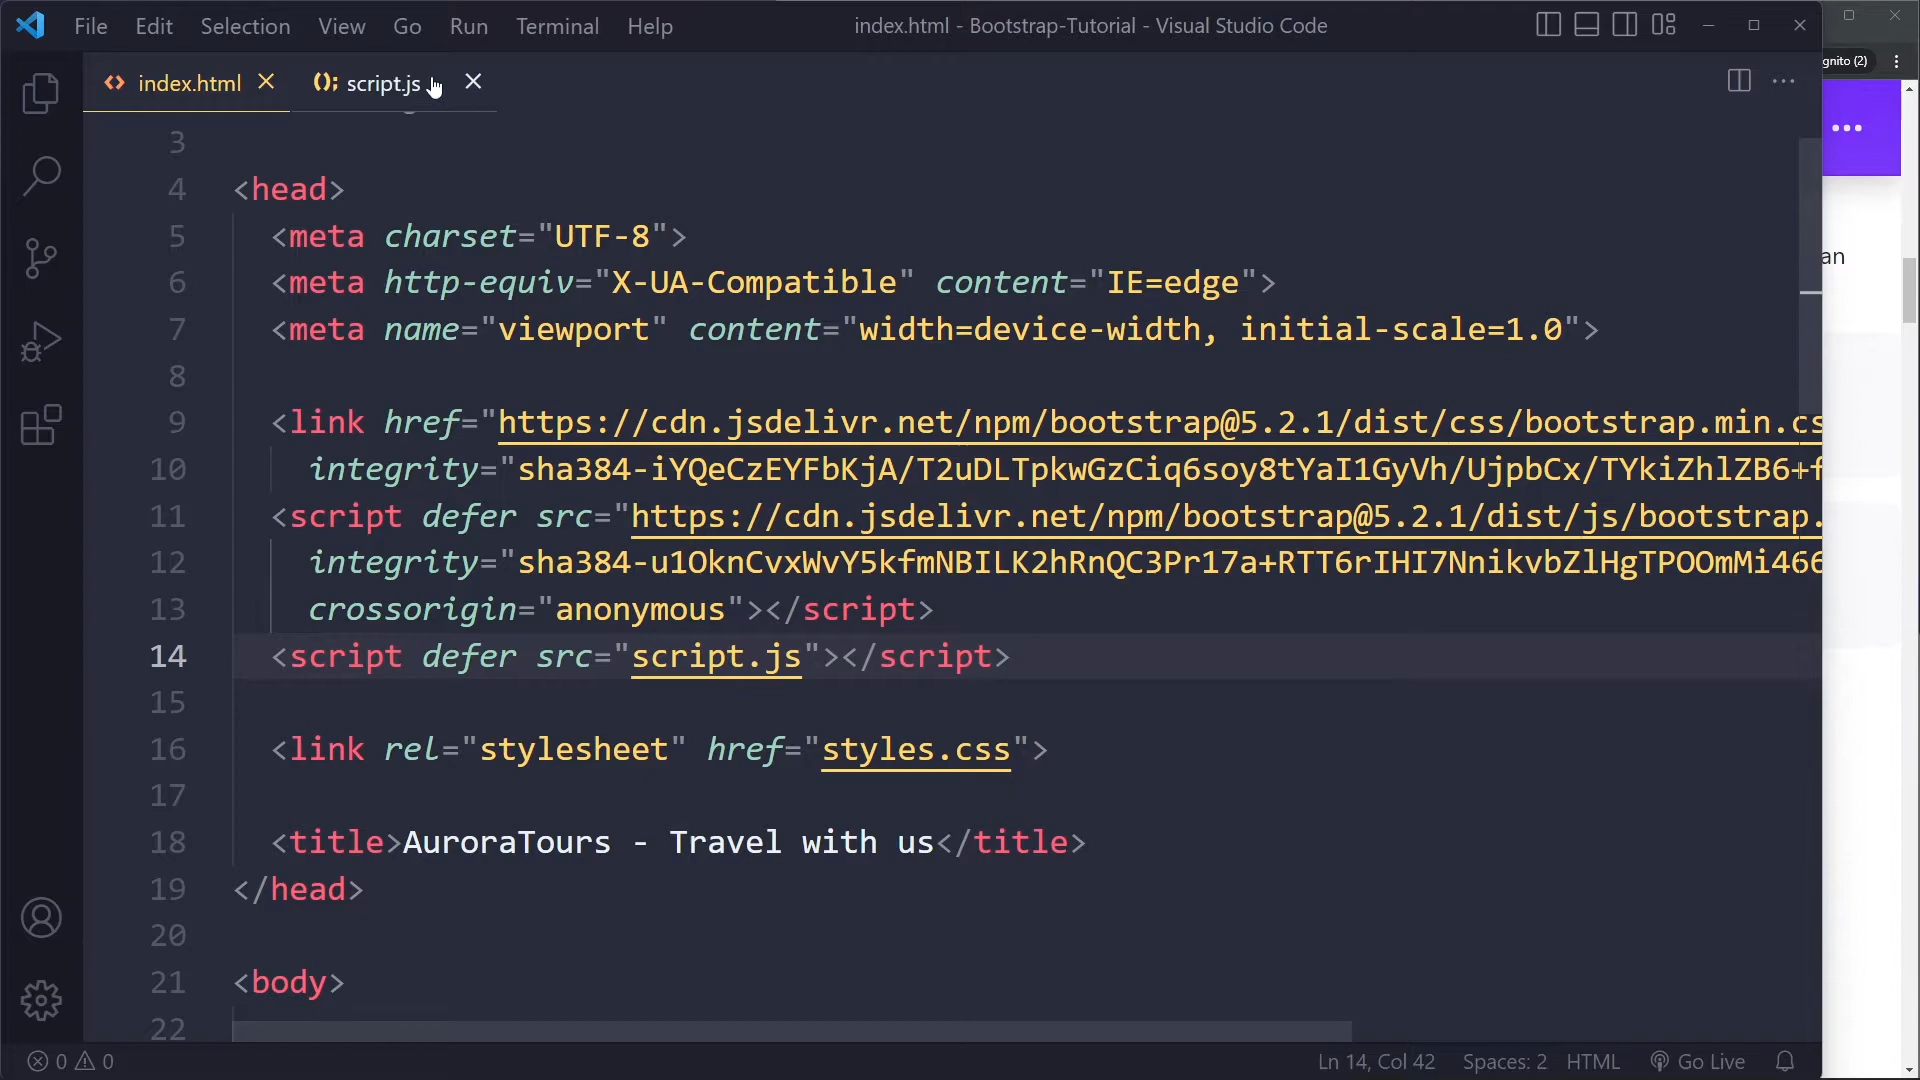 File Edit Selection View Go Run Terminal Help index.html - Bootstrap-Tutorial - Visual Studio Code
gnito (2)
index.html script.js
3
4 <head>
5 <meta charset="UTF-8">
6 <meta http-equiv="X-UA-Compatible" content="IE=edge">
an
7 <meta name="viewport" content="width=device-width, initial-scale=1.0">
8
9 <link href="https://cdn.jsdelivr.net/npm/bootstrap@5.2.1/dist/css/bootstrap.min.cs
10 integrity="sha384-iYQeCzEYFbKjA/T2uDLTpkwGzCiq6soy8tYaI1GyVh/UjpbCx/TYkiZhlZB6+f
11 <script defer src="https://cdn.jsdelivr.net/npm/bootstrap@5.2.1/dist/js/bootstrap.
12 integrity="sha384-u1OknCvxWvY5kfmNBILK2hRnQC3Pr17a+RTT6rIHI7NnikvbZlHgTPOOmMi466
13 crossorigin="anonymous"></script>
14 <script defer src="script.js"></script>
15
16 <link rel="stylesheet" href="styles.css">
17
18 <title>AuroraTours - Travel with us</title>
19 </head>
20
21 <body>
22
0 0 Ln 14, Col 42 Spaces: 2 HTML Go Live